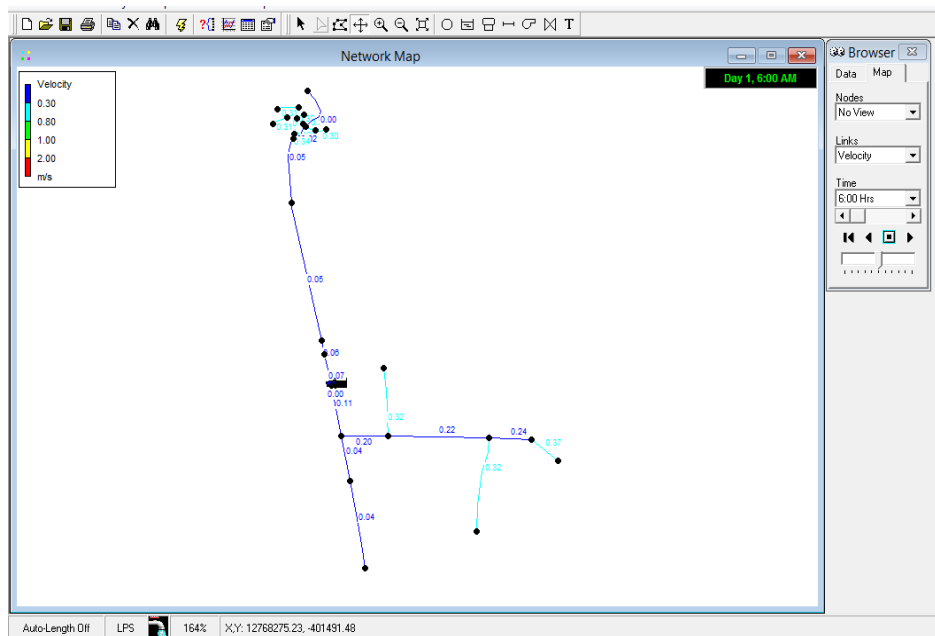 T
Network Map
Day 1, 6:00 AM
Velocity
0.30
0.80
1.00
2.00
m/s
0.00
0.31
0.30
0.05
0.05
0.06
0.07
0.00
0.11
0.32
0.20
0.22
0.24
0.37
0.04
0.32
0.04
Browser
Data Map
Nodes
No View
Links
Velocity
Time
6:00 Hrs
Auto-Length Off LPS 164% X,Y: 12768275.23, -401491.48